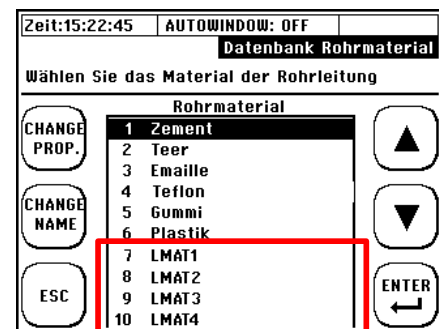 Zeit:15:22:45 AUTOWINDOW: OFF
Datenbank Rohrmaterial
Wählen Sie das Material der Rohrleitung
Rohrmaterial
CHANGE
PROP.
CHANGE
NAME
ESC
1 Zement
2 Teer
3 Emaille
4 Teflon
5 Gummi
6 Plastik
7 LMAT1
8 LMAT2
9 LMAT3
10 LMAT4
ENTER